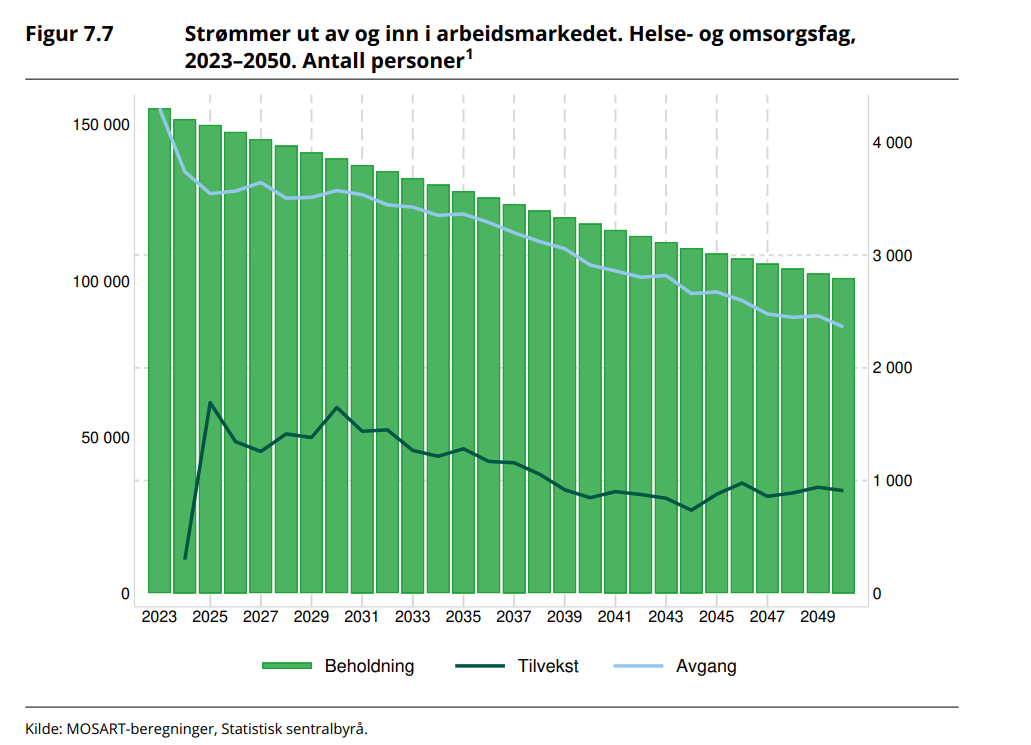 Figur 7.7
Strømmer ut av og inn i arbeidsmarkedet. Helse- og omsorgsfag,
2023–2050. Antall personer1
150 000
100 000
50 000
0
4 000
3 000
2 000
1 000
0
2023 2025 2027 2029 2031 2033 2035 2037 2039 2041 2043 2045 2047 2049
Beholdning Tilvekst Avgang
Kilde: MOSART-beregninger, Statistisk sentralbyrå.